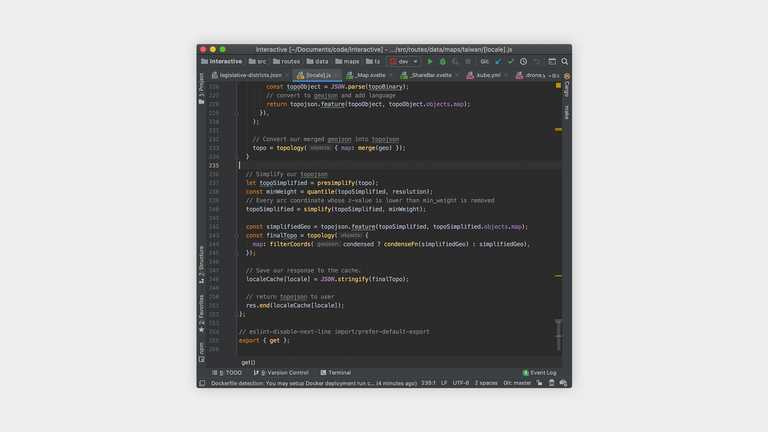 Interactive [~/Documents/code/Interactive] - .../src/routes/data/maps/taiwan/[locale].js
Interactive src routes data maps ta dev Git:
legislative-districts.json [locale].js _Map.svelte _ShareBar.svelte .kube.yml .drone.
1: Project
Cargo
make
226 const topoObject = JSON.parse(topoBinary);
227 // convert to geojson and add language
228 return topojson.feature(topoObject, topoObject.objects.map);
229 }),
230 );
231
232 // Convert our merged geojson into topojson
233 topo = topology( objects: { map: merge(geo) });
234 }
235
236 // Simplify our topojson
237 let topoSimplified = presimplify(topo);
238 const minWeight = quantile(topoSimplified, resolution);
239 // Every arc coordinate whose z-value is lower than min_weight is removed
240 topoSimplified = simplify(topoSimplified, minWeight);
241
242 const simplifiedGeo = topojson.feature(topoSimplified, topoSimplified.objects.map);
243 const finalTopo = topology( objects: {
244 map: filterCoords( geojson: condensed ? condenseFn(simplifiedGeo) : simplifiedGeo),
245 });
246
247 // Save our response to the cache.
248 localeCache[locale] = JSON.stringify(finalTopo);
249
250 // return topojson to user
251 res.end(localeCache[locale]);
252 };
253
254 // eslint-disable-next-line import/prefer-default-export
255 export { get };
256
7: Structure
2: Favorites
npm
get()
6: TODO 9: Version Control Terminal Event Log
Dockerfile detection: You may setup Docker deployment run c... (4 minutes ago) 235:1 LF UTF-8 2 spaces Git: master